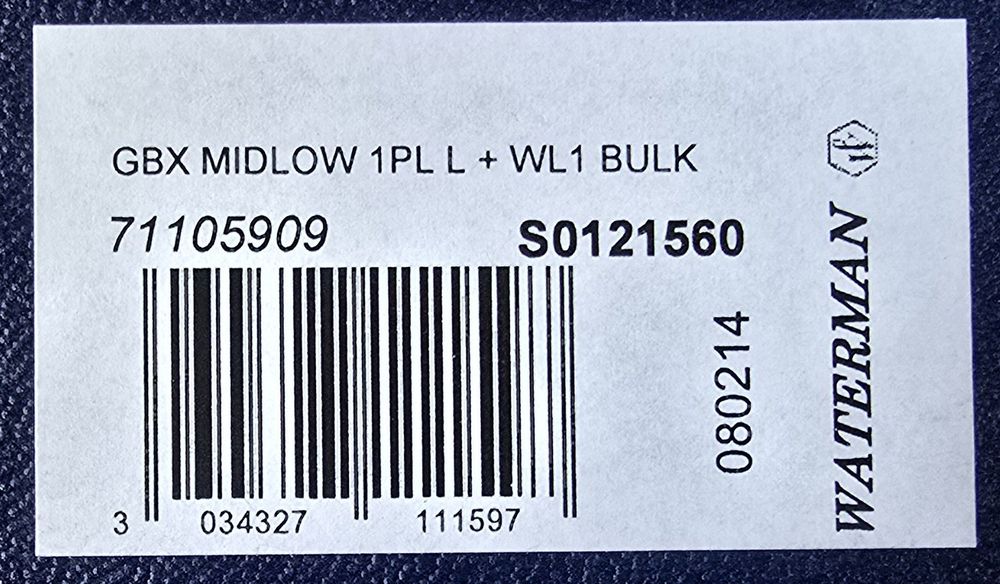 GBX MIDLOW 1PL L + WL1 BULK
71105909 S0121560
3 034327 111597
080214
WATERMAN